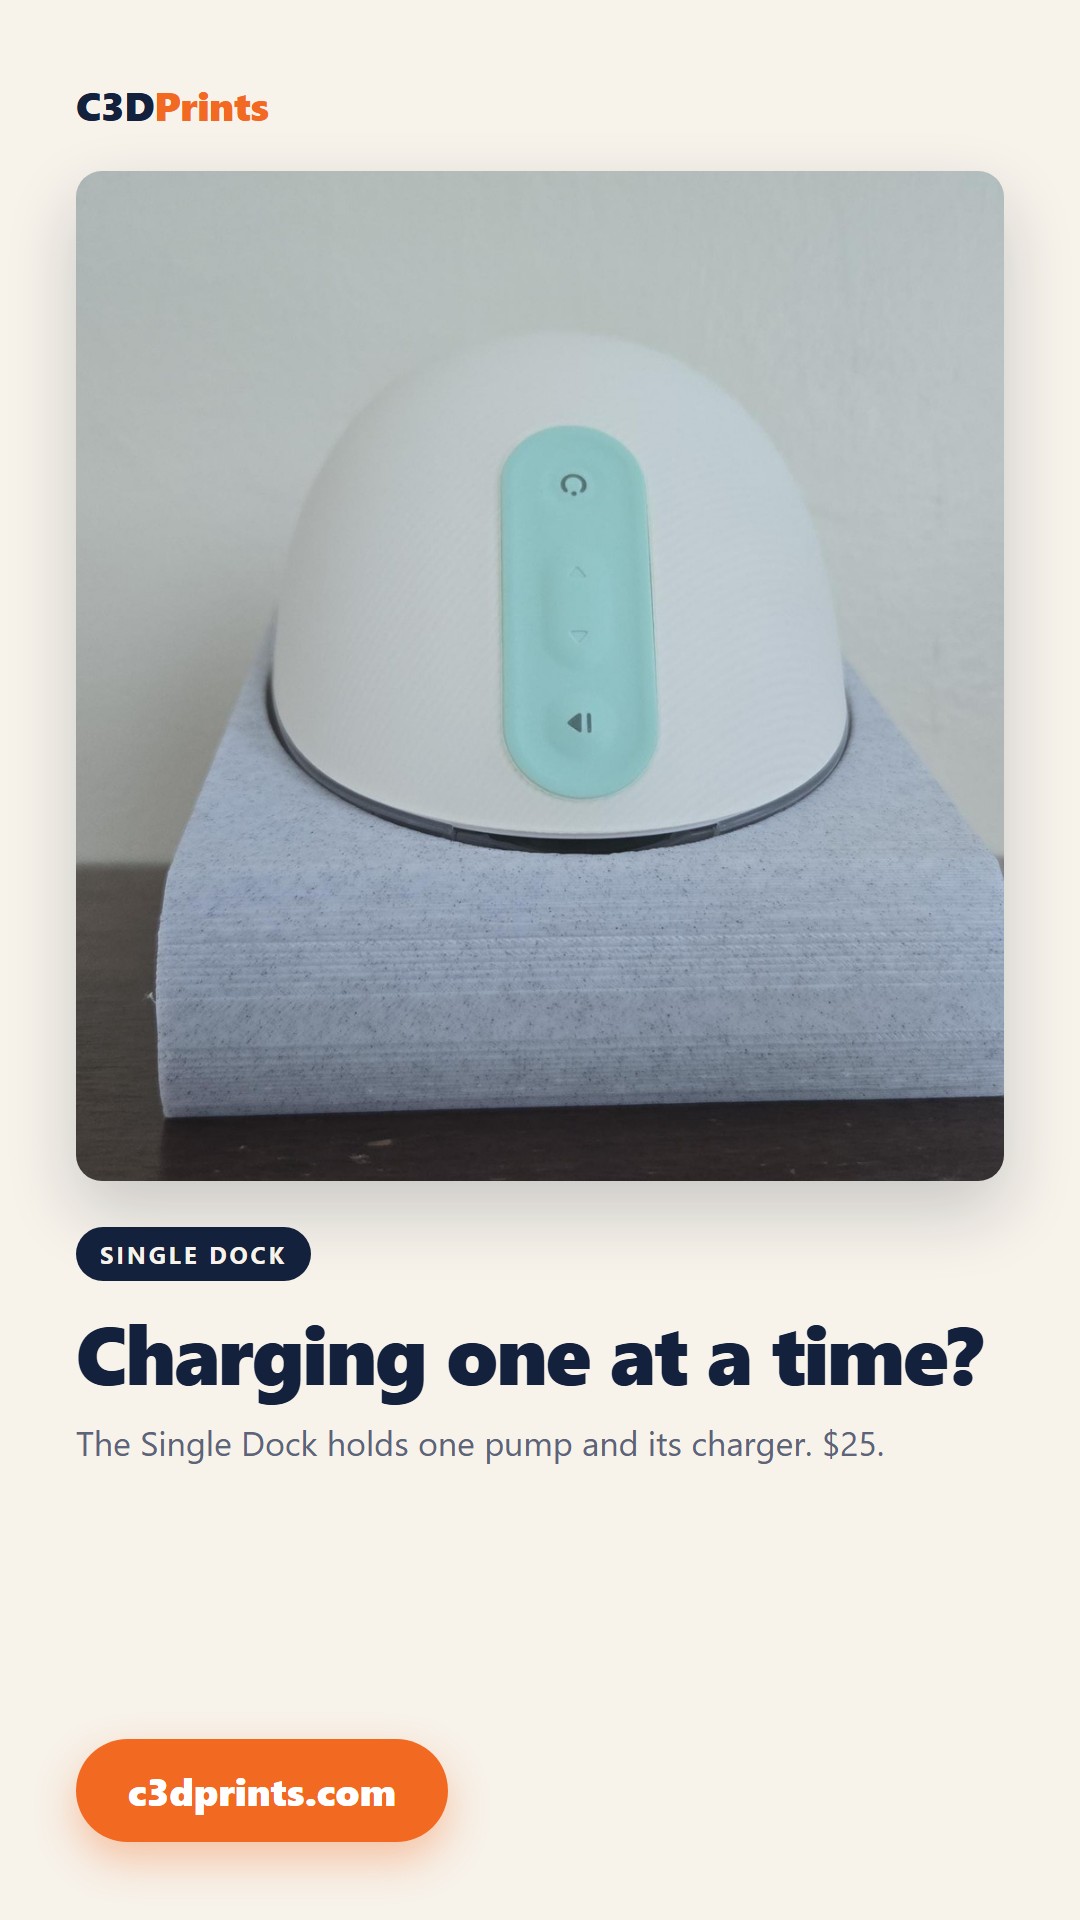 C3DPrints
SINGLE DOCK
Charging one at a time?
The Single Dock holds one pump and its charger. $25.
c3dprints.com